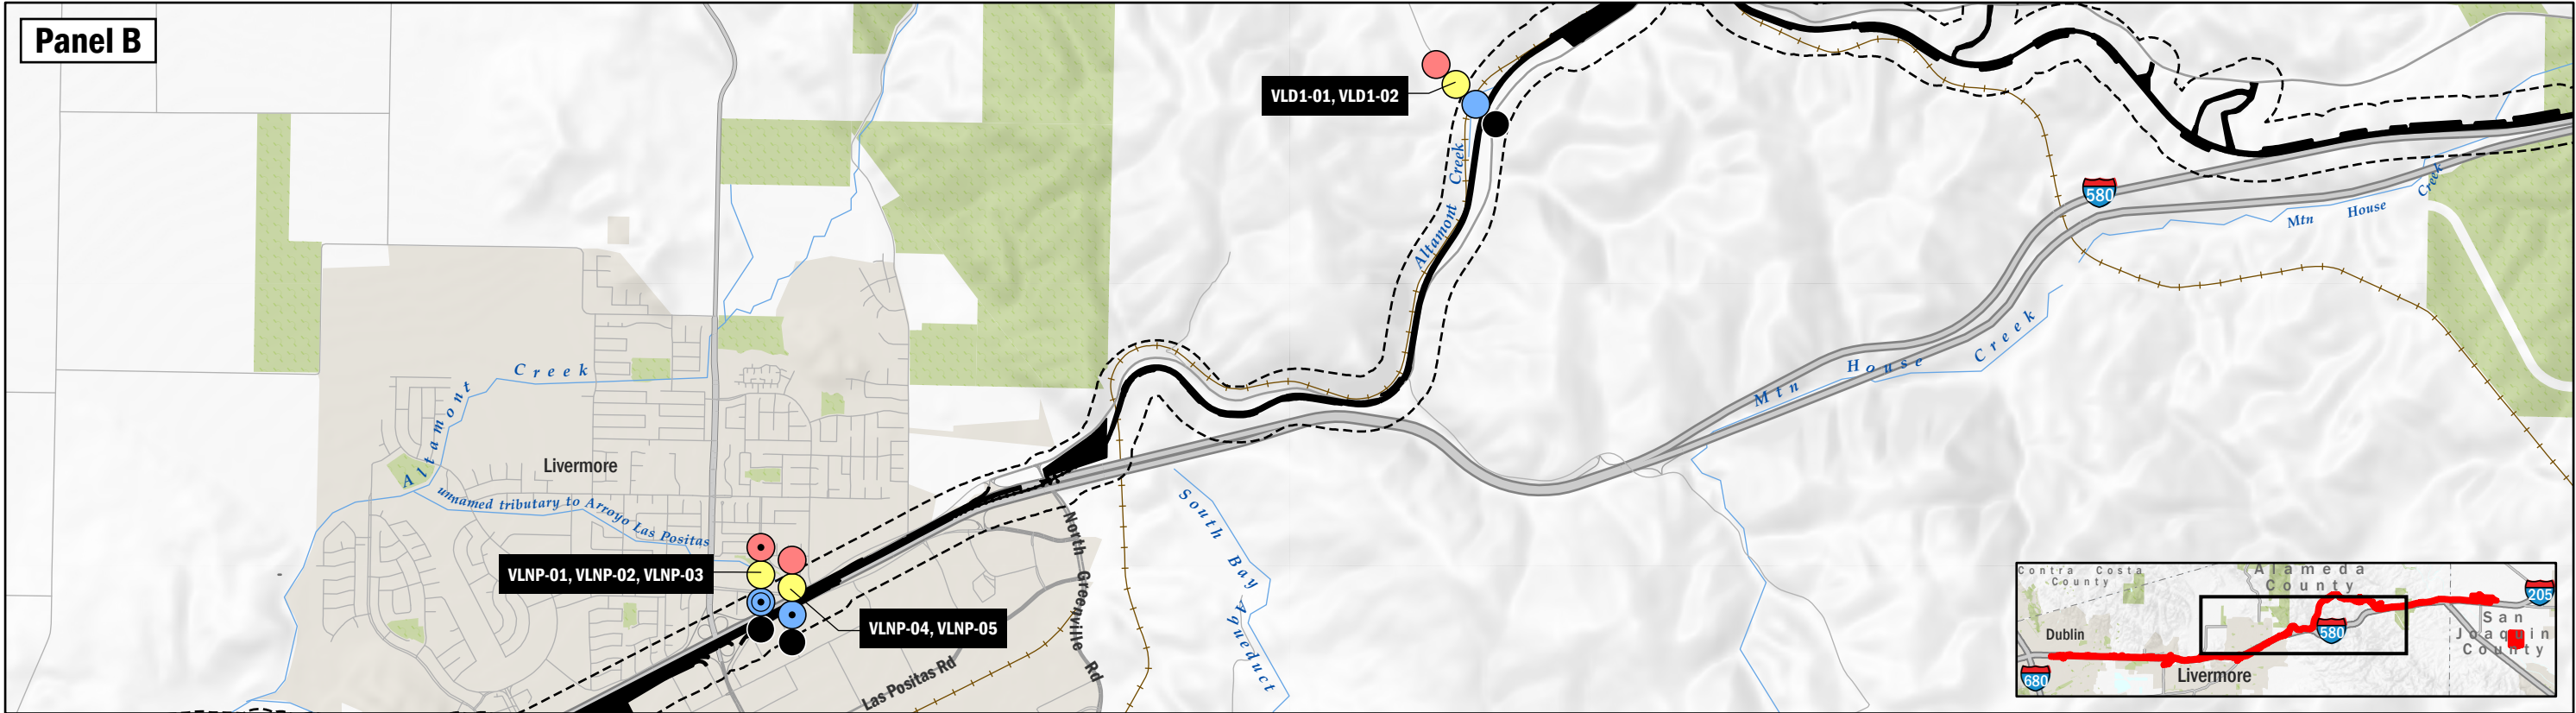 Panel B
VLD1-01, VLD1-02
Altamont Creek
580
Mtn House Creek
Mtn House Creek
Altamont Creek
Livermore
unnamed tributary to Arroyo Las Positas
South Bay Aqueduct
North Greenville Rd
VLNP-01, VLNP-02, VLNP-03
VLNP-04, VLNP-05
Las Positas Rd
Contra Costa
County
Alameda
County
205
Dublin
580
San
Joaquin
County
680
Livermore